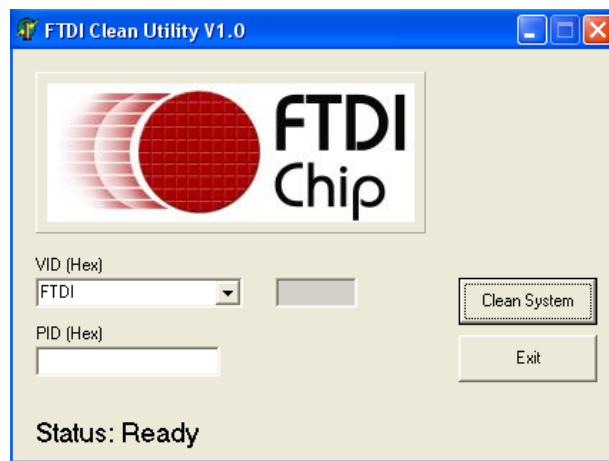 FTDI Clean Utility V1.0
FTDI
Chip
VID (Hex)
FTDI
Clean System
PID (Hex)
Exit
Status: Ready